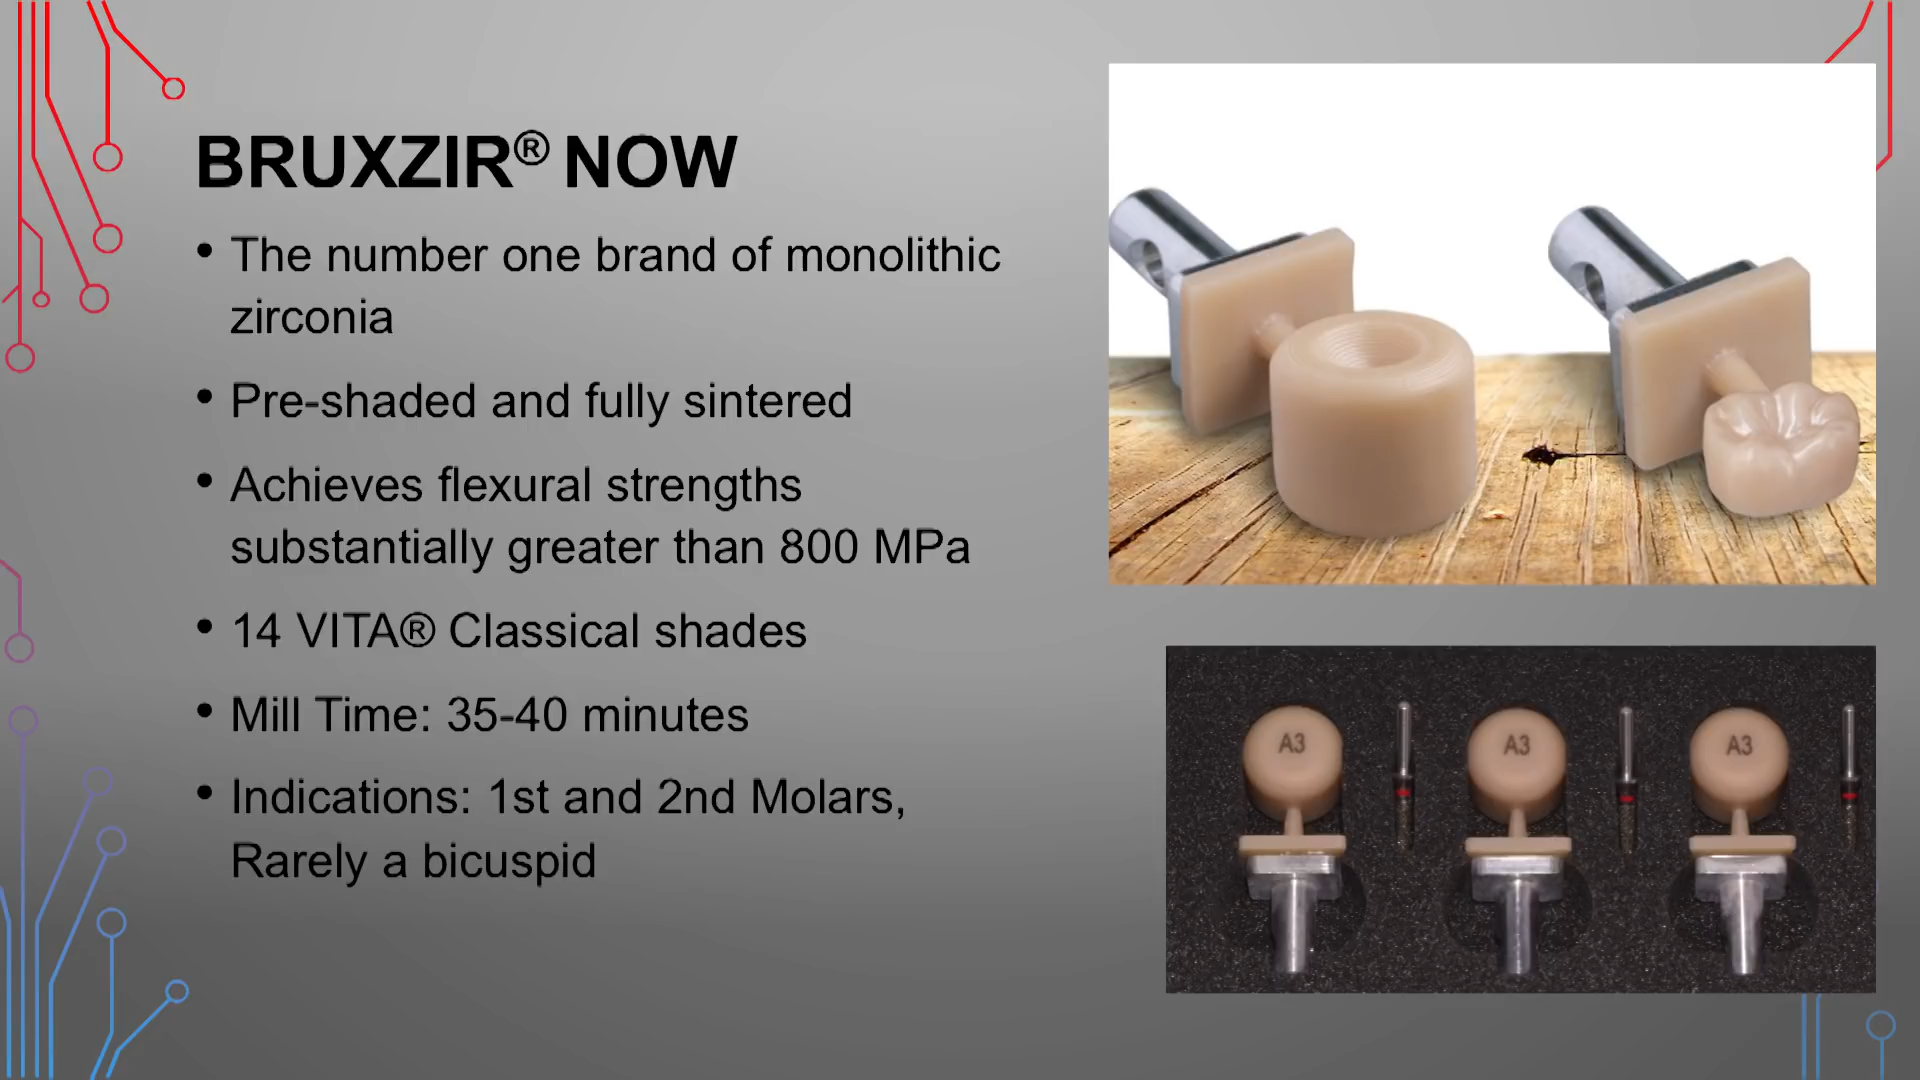 BRUXZIR® NOW
• The number one brand of monolithic
zirconia
• Pre-shaded and fully sintered
• Achieves flexural strengths
substantially greater than 800 MPa
• 14 VITA® Classical shades
• Mill Time: 35-40 minutes
• Indications: 1st and 2nd Molars,
Rarely a bicuspid
A3 A3 A3